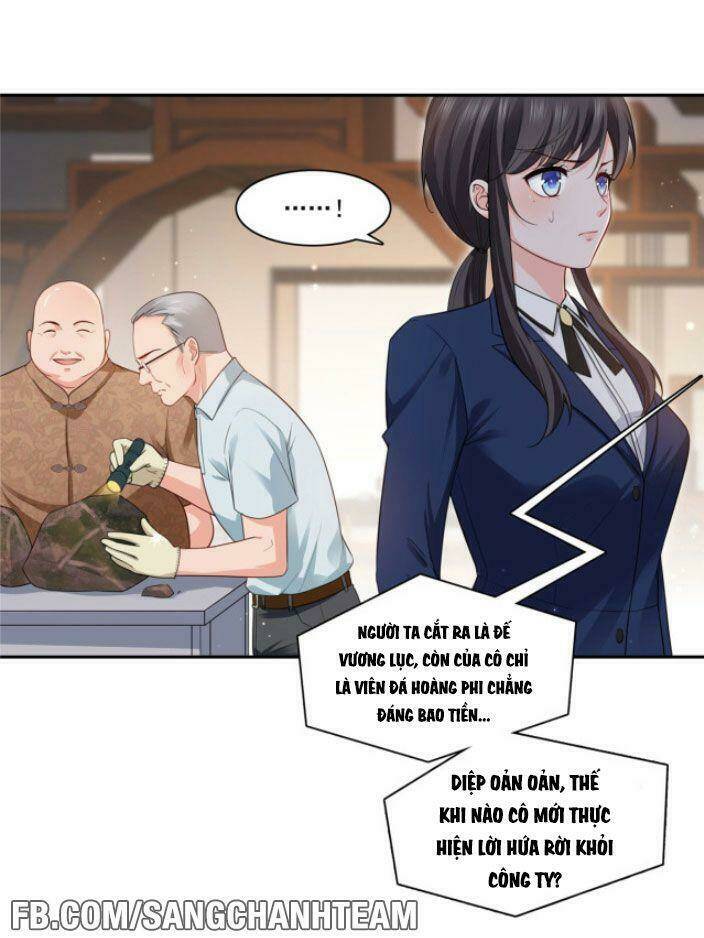 ......!
NGƯỜI TA CẮT RA LÀ ĐẾ
VƯƠNG LỤC, CÒN CỦA CÔ CHỈ
LÀ VIÊN ĐÁ HOÀNG PHI CHẲNG
ĐÁNG BAO TIỀN...
DIỆP OẢN OẢN, THẾ
KHI NÀO CÔ MỚI THỰC
HIỆN LỜI HỨA RỜI KHỎI
CÔNG TY?
FB.COM/SANGCHANHTEAM